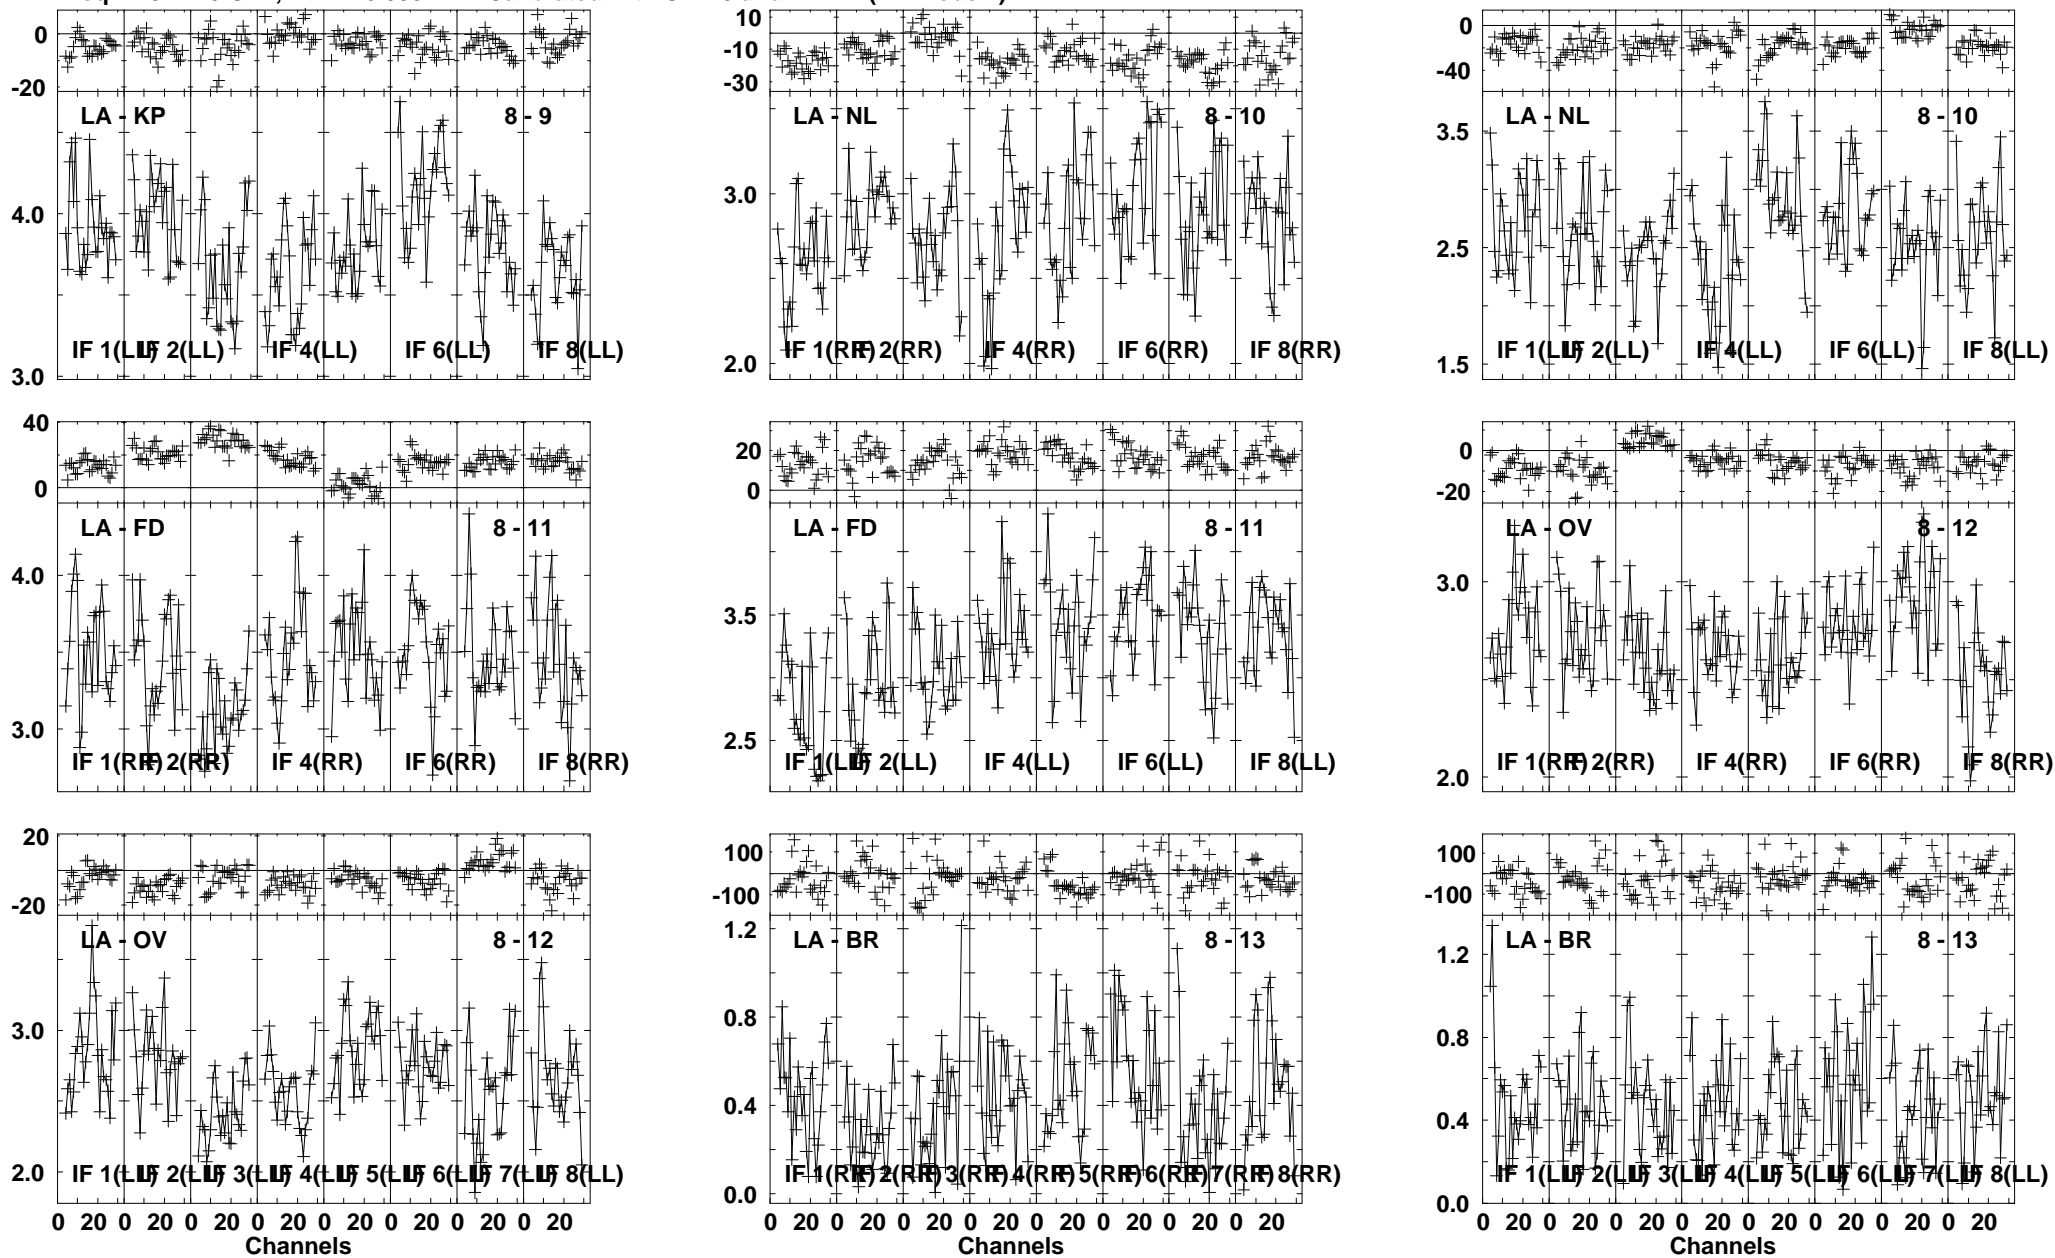 0
-20
LA - KP 8 - 9
4.0
3.0
IF 1(LL) IF 2(LL) IF 4(LL) IF 6(LL) IF 8(LL)
10
-10
-30
LA - NL 8 - 10
3.0
2.0
IF 1(RR) IF 2(RR) IF 4(RR) IF 6(RR) IF 8(RR)
0
-40
LA - NL 8 - 10
3.5
2.5
1.5
IF 1(LL) IF 2(LL) IF 4(LL) IF 6(LL) IF 8(LL)
40
0
LA - FD 8 - 11
4.0
3.0
IF 1(RR) IF 2(RR) IF 4(RR) IF 6(RR) IF 8(RR)
20
0
LA - FD 8 - 11
3.5
2.5
IF 1(LL) IF 2(LL) IF 4(LL) IF 6(LL) IF 8(LL)
0
-20
LA - OV 8 - 12
3.0
2.0
IF 1(RR) IF 2(RR) IF 4(RR) IF 6(RR) IF 8(RR)
20
0
-20
LA - OV 8 - 12
3.0
2.0
IF 1(LL) IF 2(LL) IF 3(LL) IF 4(LL) IF 5(LL) IF 6(LL) IF 7(LL) IF 8(LL)
0 20 0 20 0 20 0 20 0 20 0 20 0 20 0 20
Channels
100
-100
LA - BR 8 - 13
1.2
0.8
0.4
0.0
IF 1(RR) IF 2(RR) IF 3(RR) IF 4(RR) IF 5(RR) IF 6(RR) IF 7(RR) IF 8(RR)
0 20 0 20 0 20 0 20 0 20 0 20 0 20 0 20
Channels
100
-100
LA - BR 8 - 13
1.2
0.8
0.4
0.0
IF 1(LL) IF 2(LL) IF 3(LL) IF 4(LL) IF 5(LL) IF 6(LL) IF 7(LL) IF 8(LL)
0 20 0 20 0 20 0 20 0 20 0 20 0 20 0 20
Channels